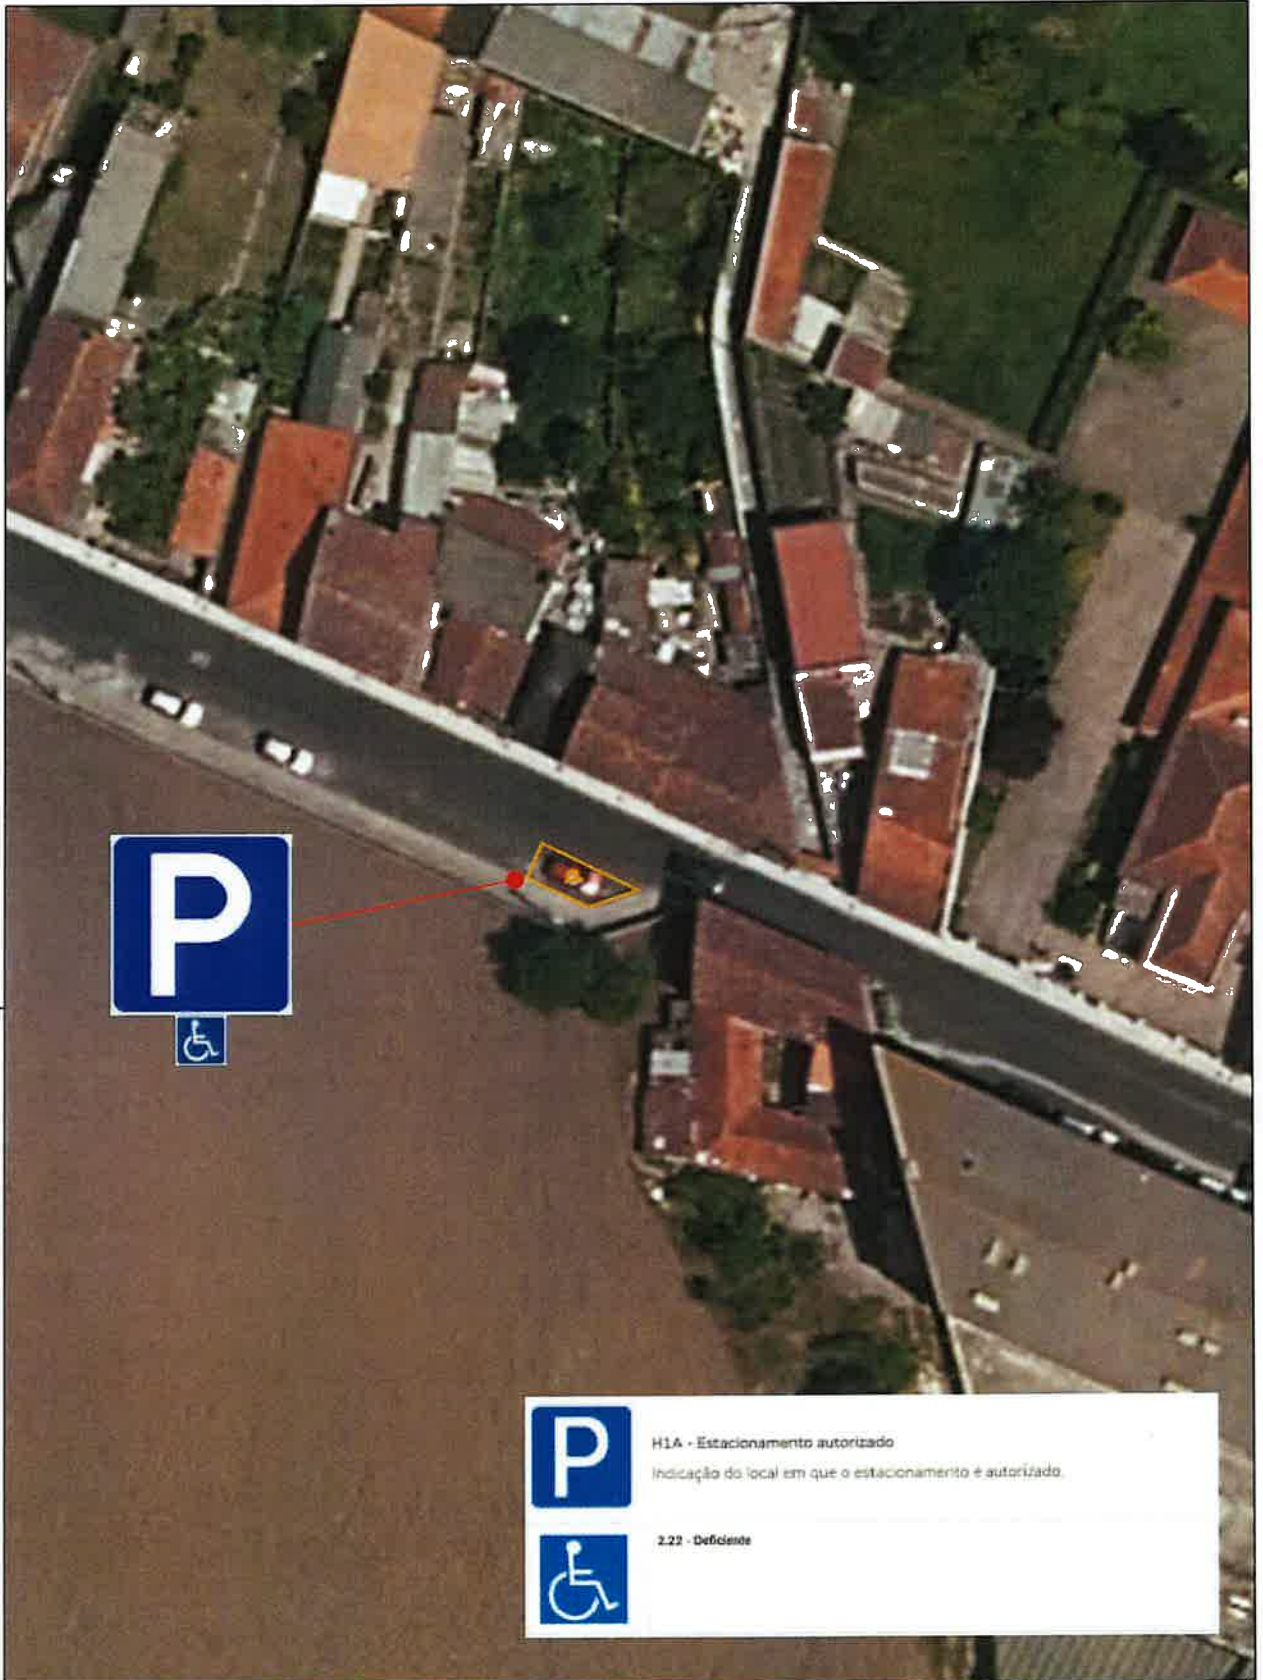 P
P
H1A - Estacionamento autorizado
Indicação do local em que o estacionamento é autorizado.
2.22 - Deficiente